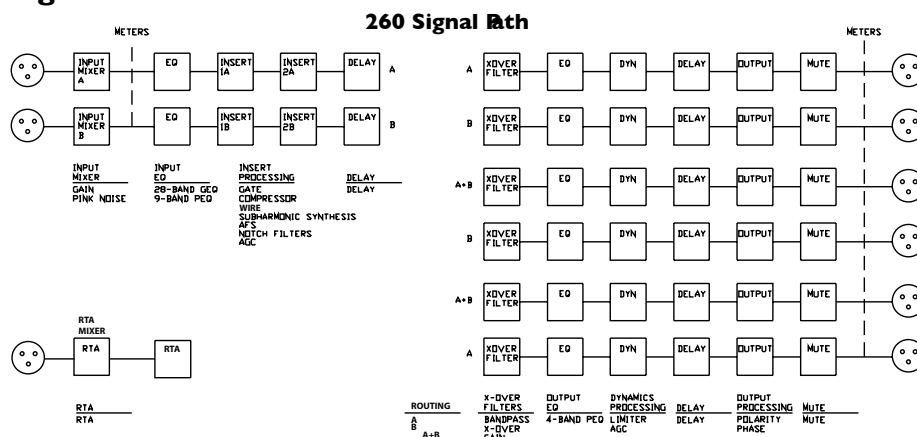 260 Signal Path
METERS
INPUT MIXER A
EQ
INSERT 1A
INSERT 2A
DELAY
A
INPUT MIXER B
EQ
INSERT 1B
INSERT 2B
DELAY
B
INPUT MIXER
GAIN
PINK NOISE
INPUT EQ
28-BAND GEQ
9-BAND PEQ
INSERT PROCESSING
GATE
COMPRESSOR
WIRE
SUBHARMONIC SYNTHESIS
AFS
NOTCH FILTERS
AGC
DELAY
DELAY
RTA MIXER
RTA
RTA
RTA
RTA
METERS
A
XOVER FILTER
EQ
DYN
DELAY
OUTPUT
MUTE
B
XOVER FILTER
EQ
DYN
DELAY
OUTPUT
MUTE
A+B
XOVER FILTER
EQ
DYN
DELAY
OUTPUT
MUTE
B
XOVER FILTER
EQ
DYN
DELAY
OUTPUT
MUTE
A+B
XOVER FILTER
EQ
DYN
DELAY
OUTPUT
MUTE
A
XOVER FILTER
EQ
DYN
DELAY
OUTPUT
MUTE
ROUTING
A
B
A+B
X-OVER FILTERS
BANDPASS
X-OVER
GAIN
OUTPUT EQ
4-BAND PEQ
DYNAMICS PROCESSING
LIMITER
AGC
DELAY
DELAY
OUTPUT PROCESSING
POLARITY
PHASE
MUTE
MUTE